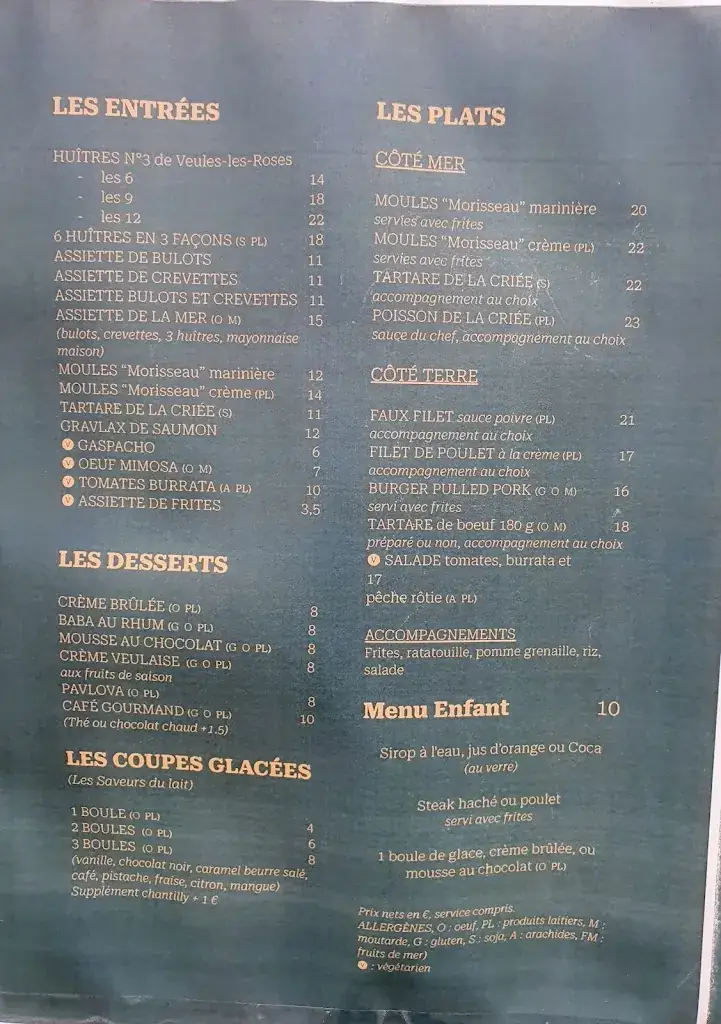 LES ENTRÉES
HUÎTRES N°3 de Veules-les-Roses
- les 6 14
- les 9 18
- les 12 22
6 HUÎTRES EN 3 FAÇONS (S PL) 18
ASSIETTE DE BULOTS 11
ASSIETTE DE CREVETTES 11
ASSIETTE BULOTS ET CREVETTES 11
ASSIETTE DE LA MER (O M) 15
(bulots, crevettes, 3 huîtres, mayonnaise
maison)
MOULES "Morisseau" marinière 12
MOULES "Morisseau" crème (PL) 14
TARTARE DE LA CRIÉE (S) 11
GRAVLAX DE SAUMON 12
V GASPACHO 6
V OEUF MIMOSA (O M) 7
V TOMATES BURRATA (A PL) 10
V ASSIETTE DE FRITES 3,5
LES DESSERTS
CRÈME BRÛLÉE (O PL) 8
BABA AU RHUM (G O PL) 8
MOUSSE AU CHOCOLAT (G O PL) 8
CRÈME VEULAISE (G O PL) 8
aux fruits de saison
PAVLOVA (O PL) 8
CAFÉ GOURMAND (G O PL) 10
(Thé ou chocolat chaud +1.5)
LES COUPES GLACÉES
(Les Saveurs du lait)
1 BOULE (O PL) 4
2 BOULES (O PL) 6
3 BOULES (O PL) 8
(vanille, chocolat noir, caramel beurre salé,
café, pistache, fraise, citron, mangue)
Supplément chantilly + 1 €
LES PLATS
CÔTÉ MER
MOULES "Morisseau" marinière 20
servies avec frites
MOULES "Morisseau" crème (PL) 22
servies avec frites
TARTARE DE LA CRIÉE (S) 22
accompagnement au choix
POISSON DE LA CRIÉE (PL) 23
sauce du chef, accompagnement au choix
CÔTÉ TERRE
FAUX FILET sauce poivre (PL) 21
accompagnement au choix
FILET DE POULET à la crème (PL) 17
accompagnement au choix
BURGER PULLED PORK (G O M) 16
servi avec frites
TARTARE de boeuf 180 g (O M) 18
préparé ou non, accompagnement au choix
V SALADE tomates, burrata et
17
pêche rôtie (A PL)
ACCOMPAGNEMENTS
Frites, ratatouille, pomme grenaille, riz,
salade
Menu Enfant 10
Sirop à l'eau, jus d'orange ou Coca
(au verre)
Steak haché ou poulet
servi avec frites
1 boule de glace, crème brûlée, ou
mousse au chocolat (O PL)
Prix nets en €, service compris.
ALLERGÈNES, O : oeuf, PL : produits laitiers, M :
moutarde, G : gluten, S : soja, A : arachides, FM :
fruits de mer)
V : végétarien